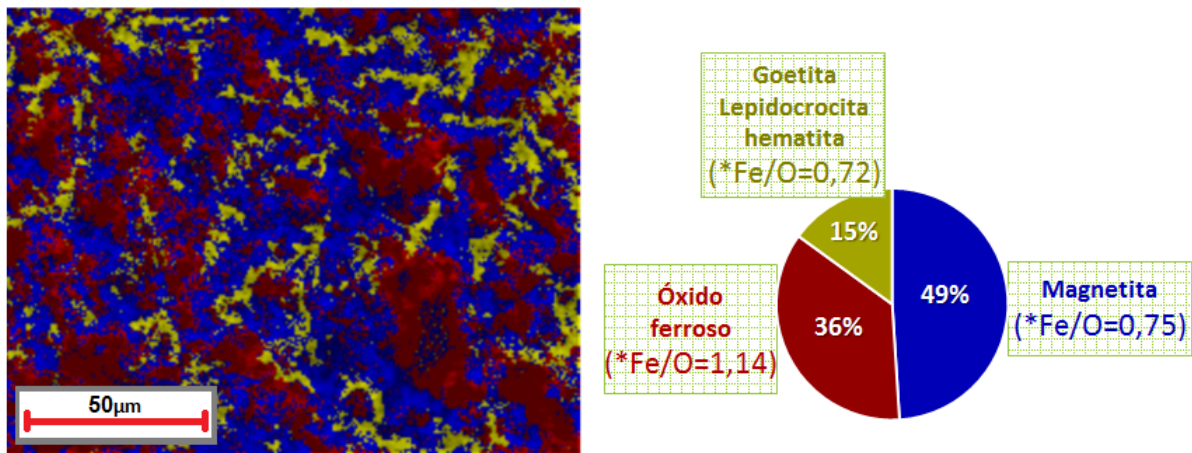 50µm
Goetita
Lepidocrocita
hematita
(*Fe/O=0,72)
15%
49%
36%
Óxido
ferroso
(*Fe/O=1,14)
Magnetita
(*Fe/O=0,75)